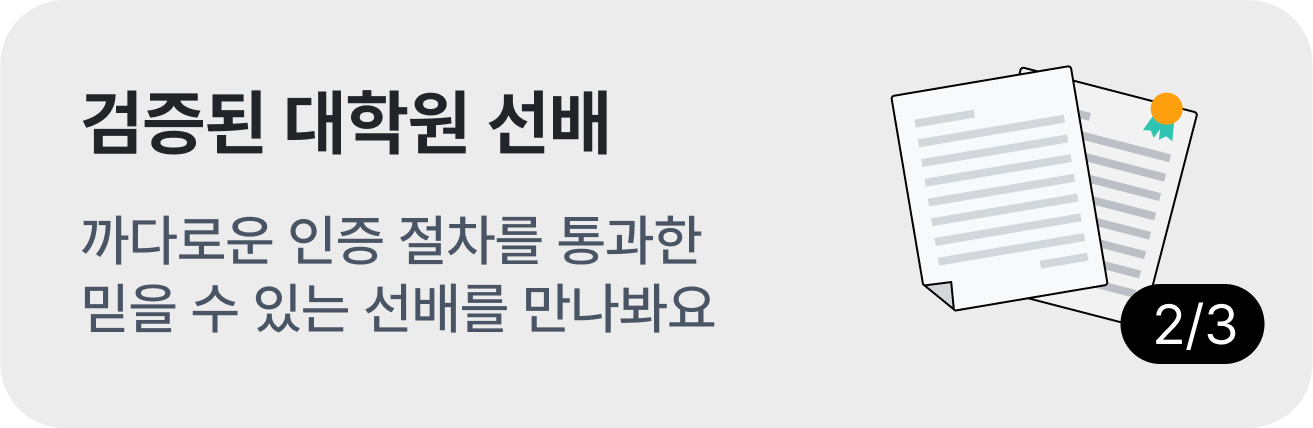 검증된 대학원 선배
까다로운 인증 절차를 통과한
믿을 수 있는 선배를 만나봐요
2/3